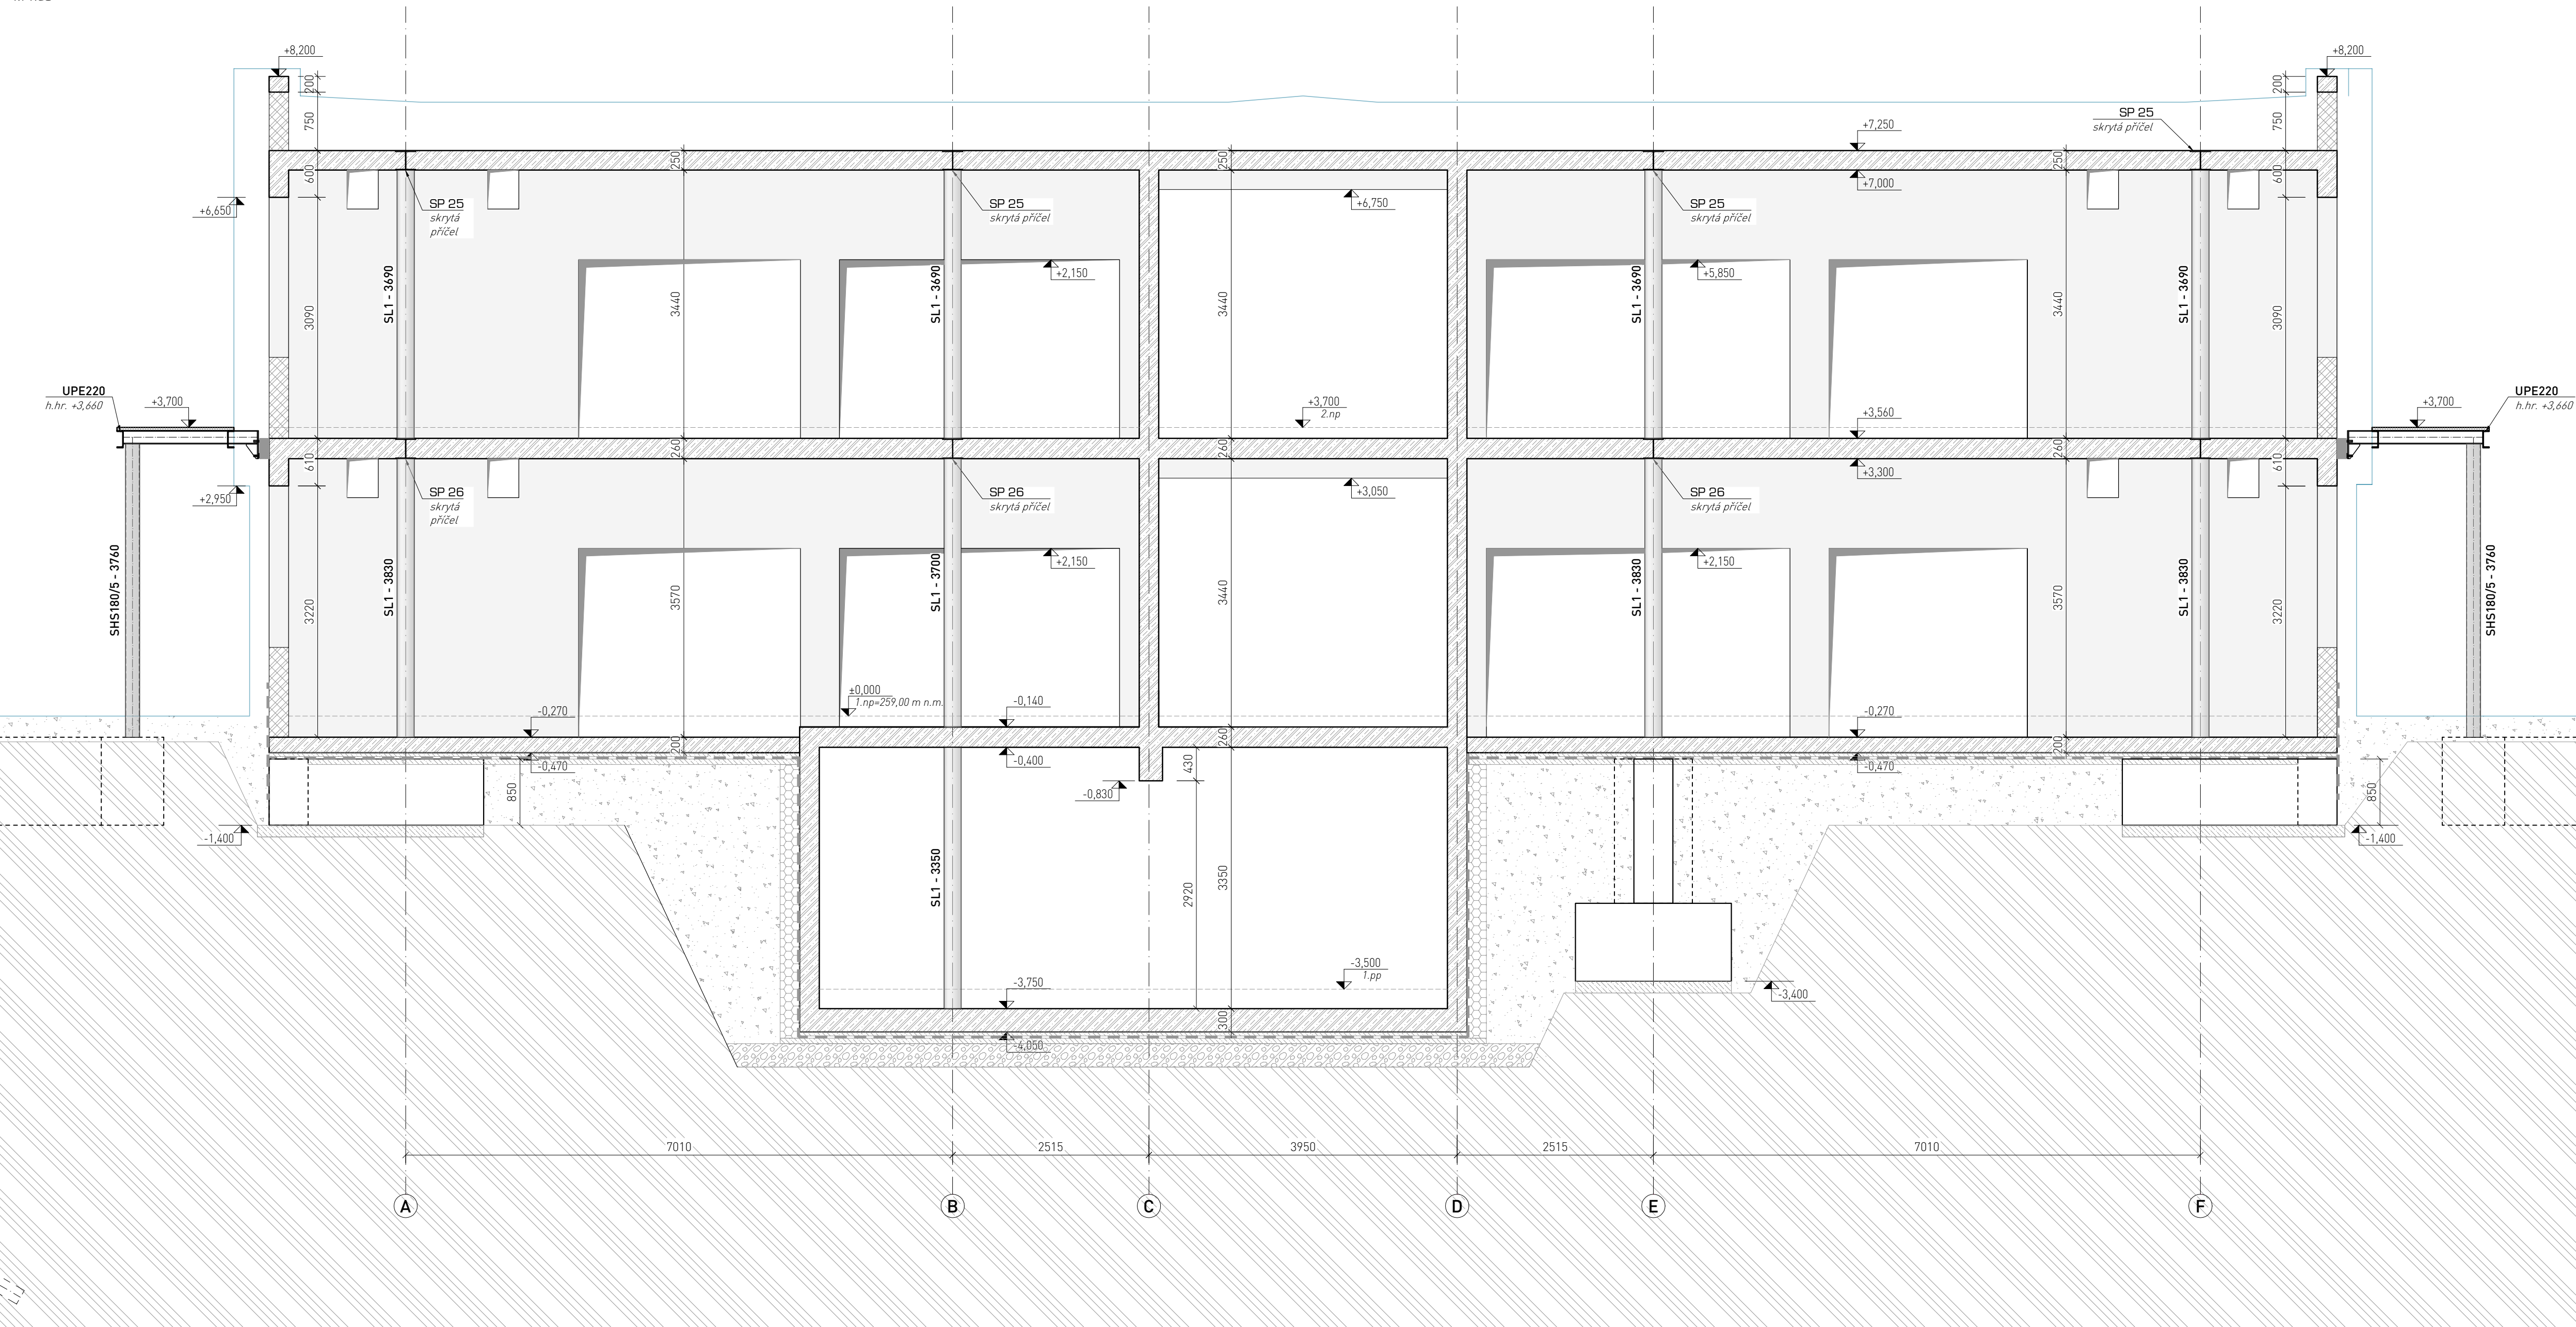 +8,200
+8,200
200
200
750
750
SP 25
skrytá příčel
+7,250
250
250
250
600
600
+7,000
+6,750
+6,650
SP 25
skrytá
příčel
SP 25
skrytá příčel
SP 25
skrytá příčel
+2,150
+5,850
SL1 - 3690
SL1 - 3690
SL1 - 3690
SL1 - 3690
3090
3440
3440
3440
3090
UPE220
h.hr. +3,660
+3,700
+3,700
2.np
+3,560
+3,700
UPE220
h.hr. +3,660
260
260
260
610
610
+3,300
+3,050
+2,950
SP 26
skrytá
příčel
SP 26
skrytá příčel
SP 26
skrytá příčel
+2,150
+2,150
SHS180/5 - 3760
SL1 - 3830
SL1 - 3700
SL1 - 3830
SL1 - 3830
SHS180/5 - 3760
3220
3570
3440
3570
3220
±0,000
1.np=259,00 m n.m.
-0,270
-0,140
-0,270
200
260
200
-0,470
-0,400
-0,470
430
850
-0,830
850
-1,400
-1,400
SL1 - 3350
2920
3350
-3,500
1.pp
-3,750
-3,400
300
-4,050
7010
2515
3950
2515
7010
A
B
C
D
E
F